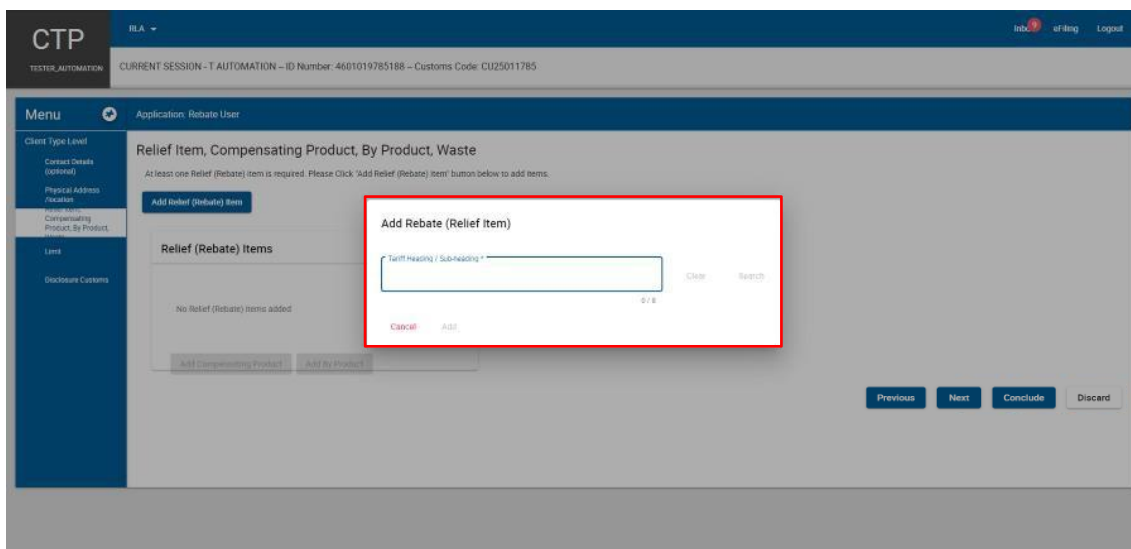 CTP
TESTER_AUTOMATION
RLA
Inbox
9
eFiling
Logout
CURRENT SESSION - T AUTOMATION – ID Number: 4601019785188 – Customs Code: CU25011785
Menu
Application: Rebate User
Client Type Level
Contact Details
(optional)
Physical Address
/location
Relief Item,
Compensating
Product, By Product,
Limit
Disclosure Customs
Relief Item, Compensating Product, By Product, Waste
At least one Relief (Rebate) item is required. Please Click 'Add Relief (Rebate) Item' button below to add items.
Add Relief (Rebate) Item
Relief (Rebate) Items
No Relief (Rebate) items added
Add Compensating Product
Add By Product
Add Rebate (Relief Item)
Tariff Heading / Sub-heading *
Clear
Search
0 / 8
Cancel
Add
Previous
Next
Conclude
Discard